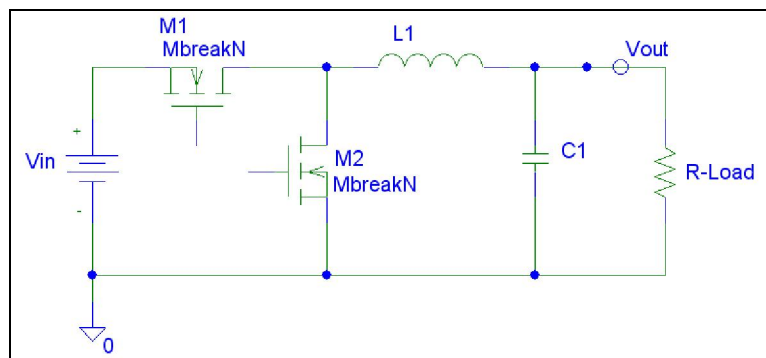 M1
MbreakN
L1
Vout
+
Vin
-
M2
MbreakN
C1
R-Load
0